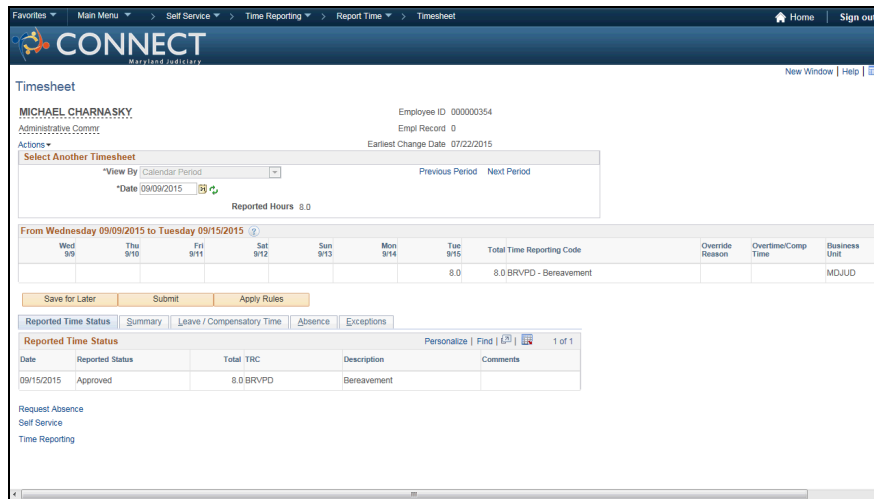 Favorites Main Menu > Self Service > Time Reporting > Report Time > Timesheet Home Sign out
CONNECT
Maryland Judiciary
New Window | Help |
Timesheet
MICHAEL CHARNASKY Employee ID 000000354
Administrative Commr Empl Record 0
Actions Earliest Change Date 07/22/2015
Select Another Timesheet
*View By Calendar Period Previous Period Next Period
*Date 09/09/2015
Reported Hours 8.0
From Wednesday 09/09/2015 to Tuesday 09/15/2015 ?
Wed Thu Fri Sat Sun Mon Tue Total Time Reporting Code Override Overtime/Comp Business
9/9 9/10 9/11 9/12 9/13 9/14 9/15 Reason Time Unit
8.0 8.0 BRVPD - Bereavement MDJUD
Save for Later Submit Apply Rules
Reported Time Status Summary Leave / Compensatory Time Absence Exceptions
Reported Time Status Personalize | Find | | 1 of 1
Date Reported Status Total TRC Description Comments
09/15/2015 Approved 8.0 BRVPD Bereavement
Request Absence
Self Service
Time Reporting